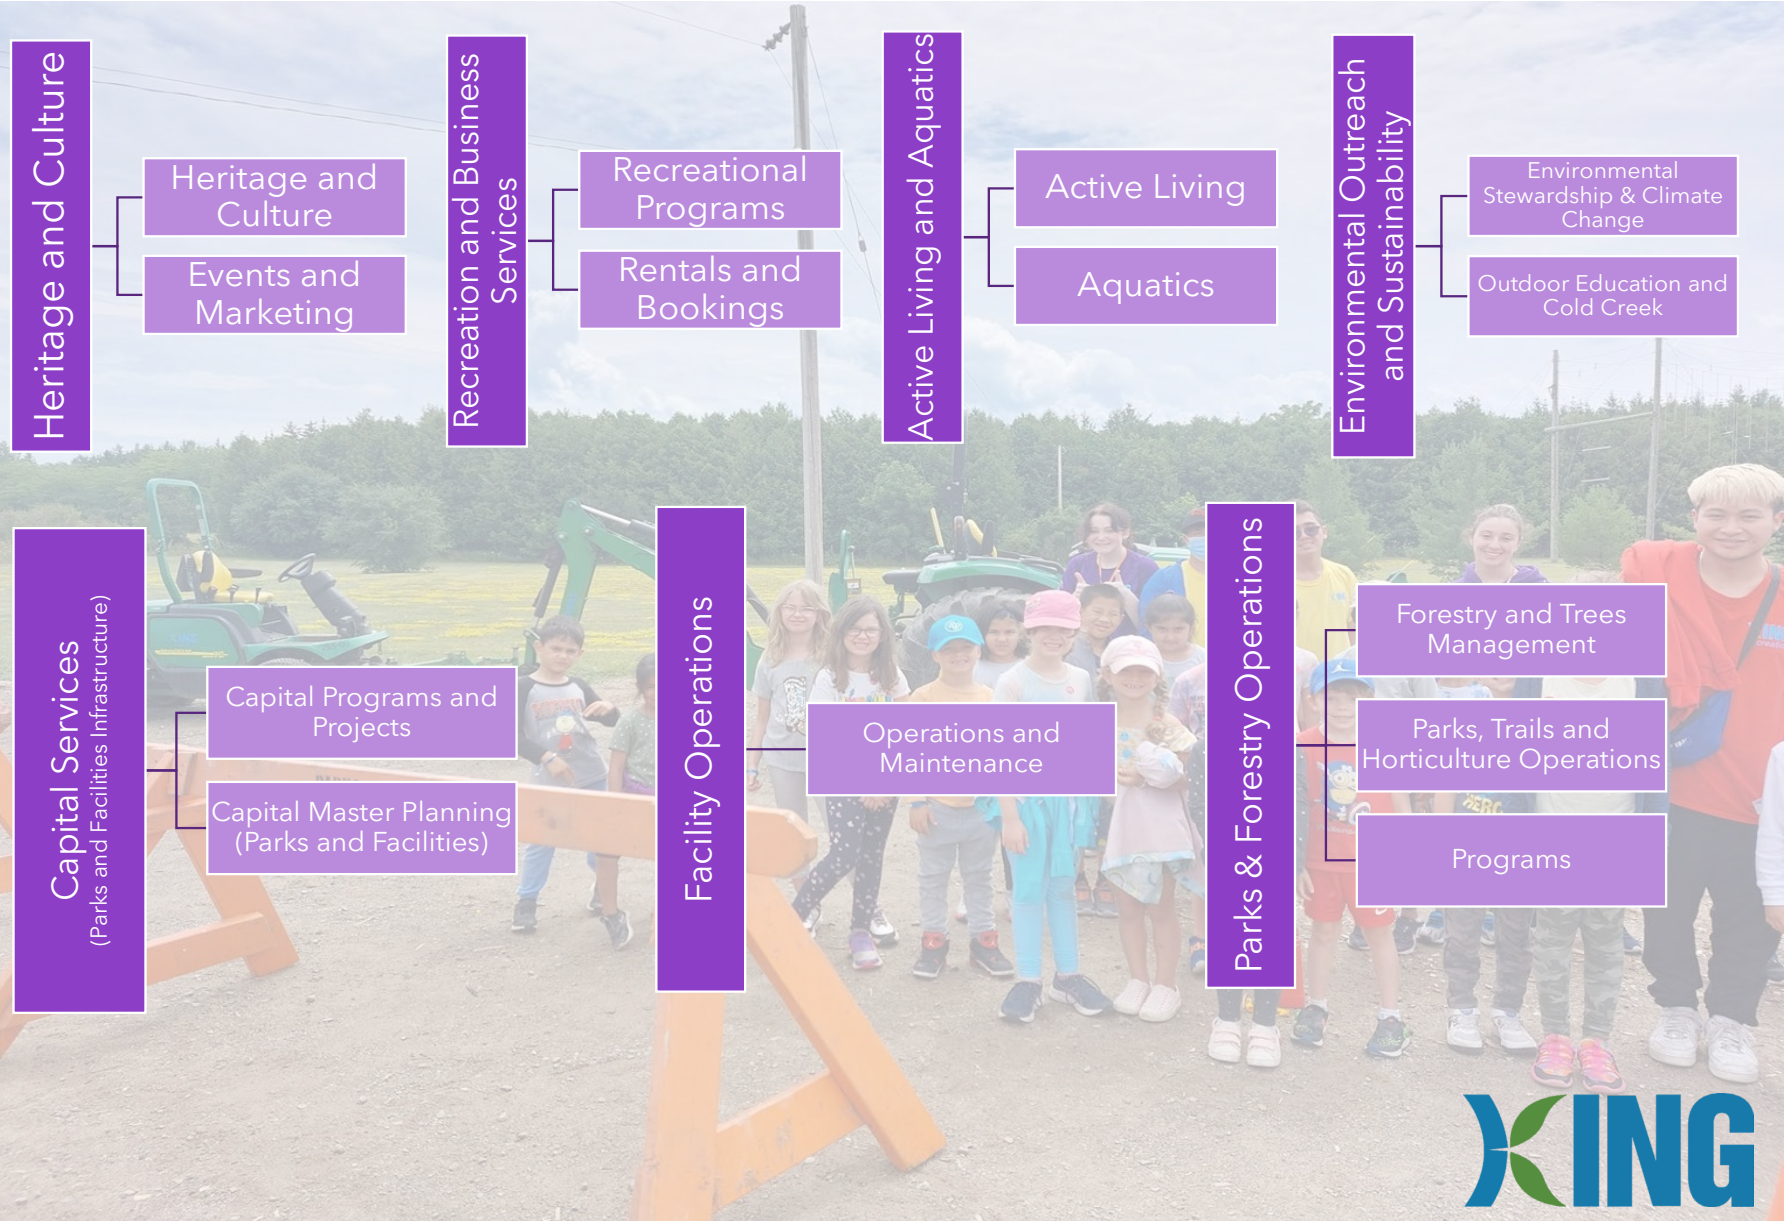 Heritage and Culture
Heritage and
Culture
Events and
Marketing
Recreation and Business
Services
Recreational
Programs
Rentals and
Bookings
Active Living and Aquatics
Active Living
Aquatics
Environmental Outreach
and Sustainability
Environmental
Stewardship & Climate
Change
Outdoor Education and
Cold Creek
Capital Services
(Parks and Facilities Infrastructure)
Capital Programs and
Projects
Capital Master Planning
(Parks and Facilities)
Facility Operations
Operations and
Maintenance
Parks & Forestry Operations
Forestry and Trees
Management
Parks, Trails and
Horticulture Operations
Programs
KING